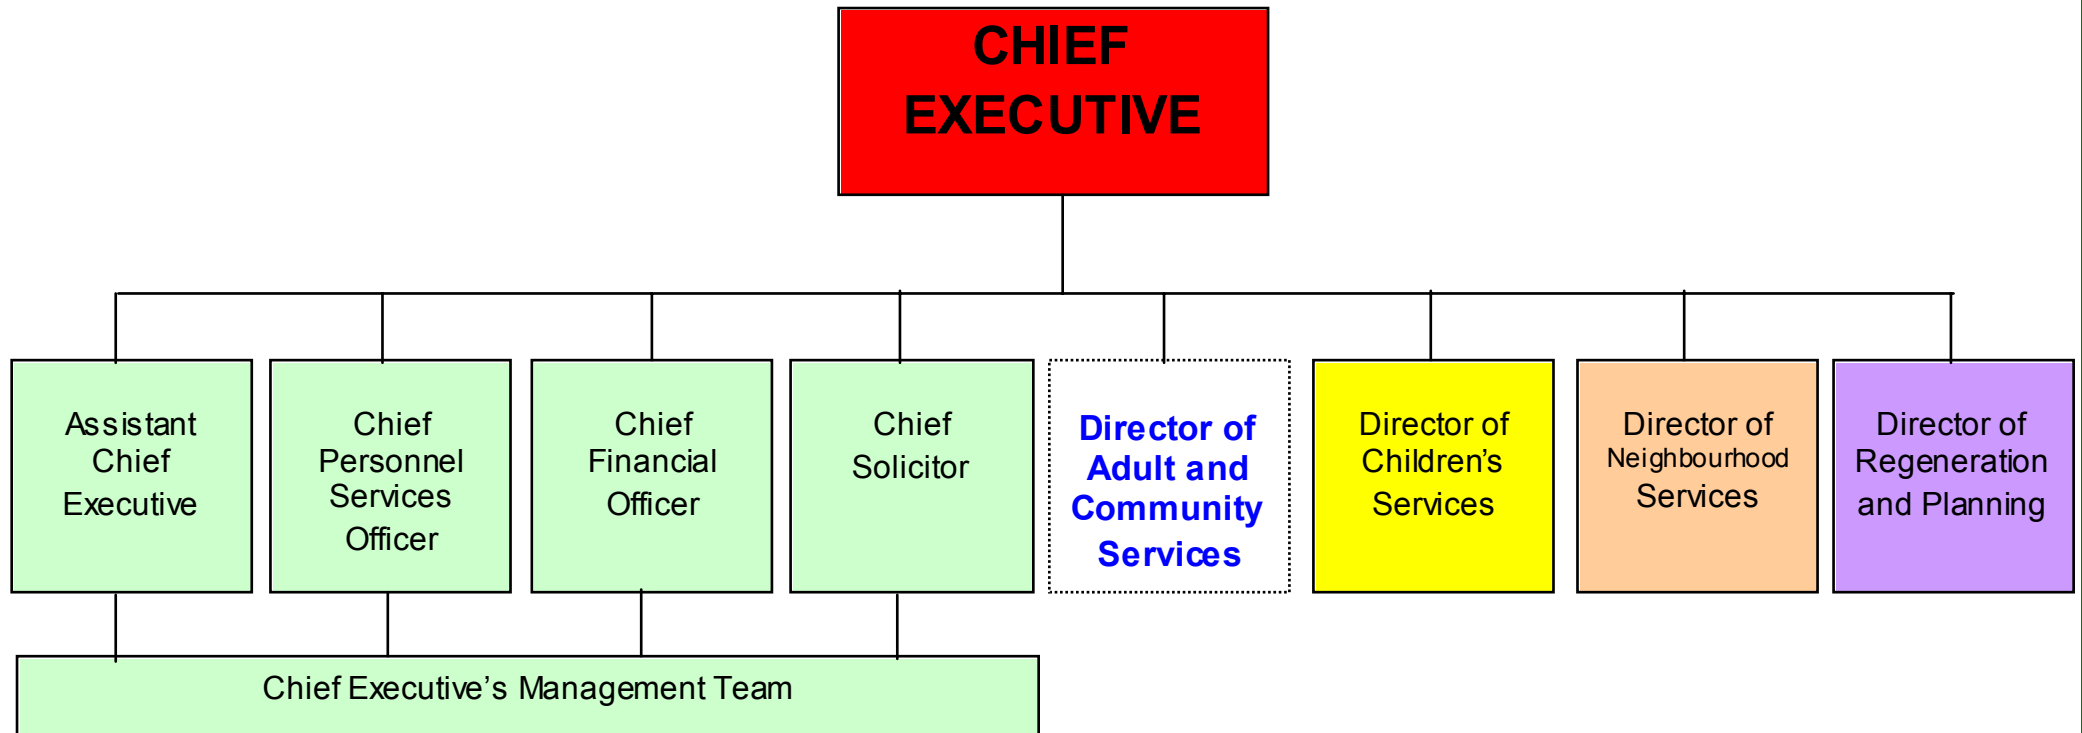 CHIEF
EXECUTIVE
Assistant
Chief
Executive
Chief
Personnel
Services
Officer
Chief
Financial
Officer
Chief
Solicitor
Director of
Adult and
Community
Services
Director of
Children’s
Services
Director of
Neighbourhood
Services
Director of
Regeneration
and Planning
Chief Executive’s Management Team